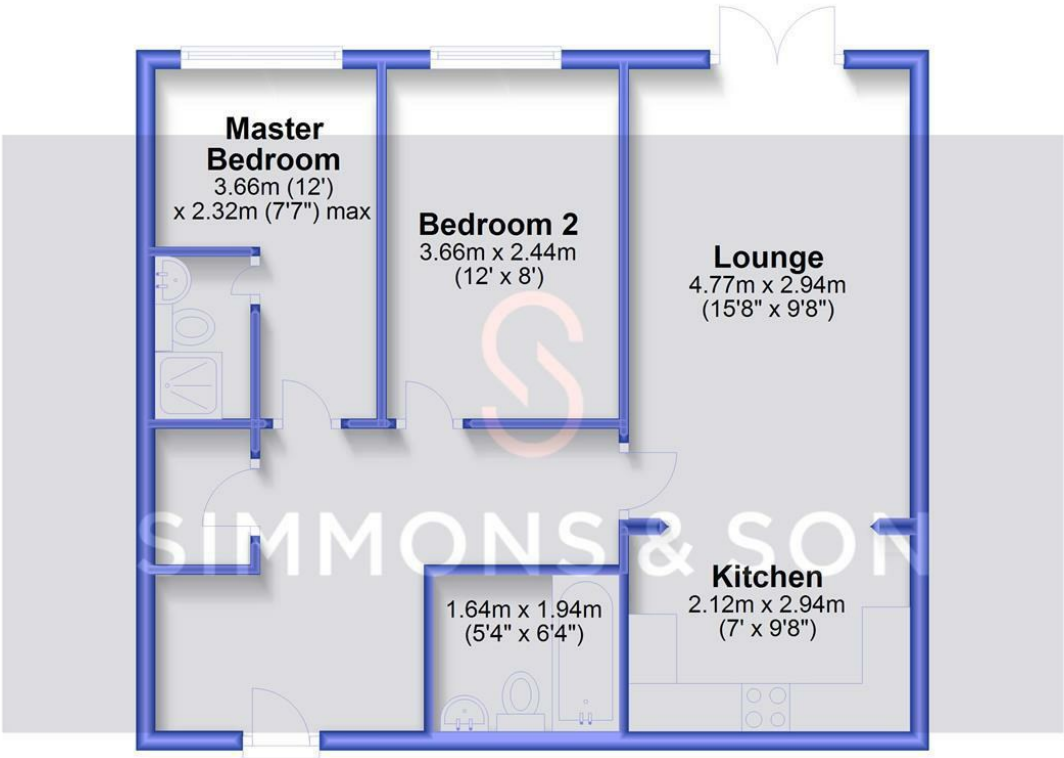 Master
Bedroom
3.66m (12')
x 2.32m (7'7") max
Bedroom 2
3.66m x 2.44m
(12' x 8')
Lounge
4.77m x 2.94m
(15'8" x 9'8")
SIMMONS & SON
Kitchen
2.12m x 2.94m
(7' x 9'8")
1.64m x 1.94m
(5'4" x 6'4")